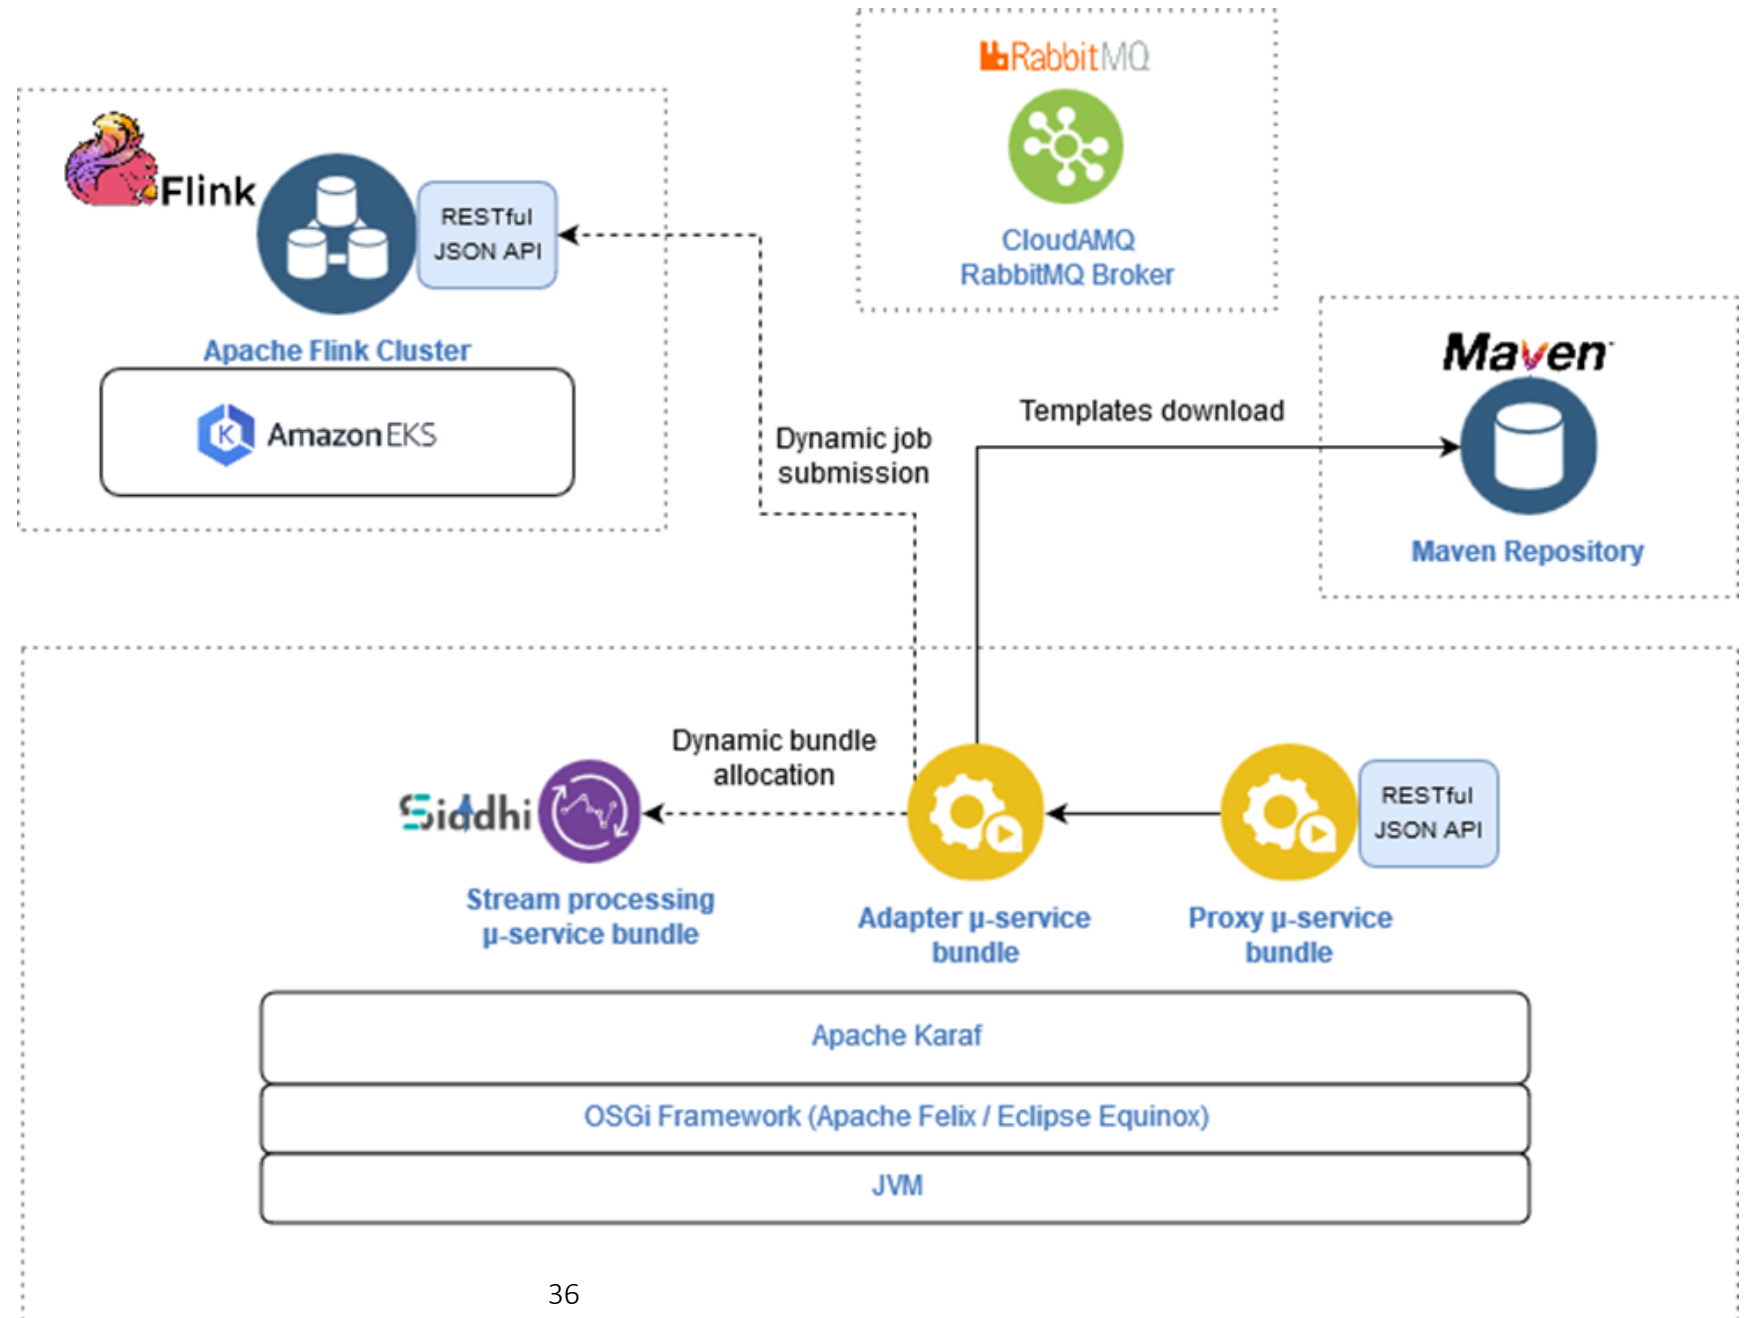 RabbitMQ
CloudAMQ
RabbitMQ Broker
Flink
RESTful
JSON API
Apache Flink Cluster
Amazon EKS
Maven
Maven Repository
Templates download
Dynamic job
submission
Dynamic bundle
allocation
Siddhi
Stream processing
µ-service bundle
Adapter µ-service
bundle
Proxy µ-service
bundle
RESTful
JSON API
Apache Karaf
OSGi Framework (Apache Felix / Eclipse Equinox)
JVM
36